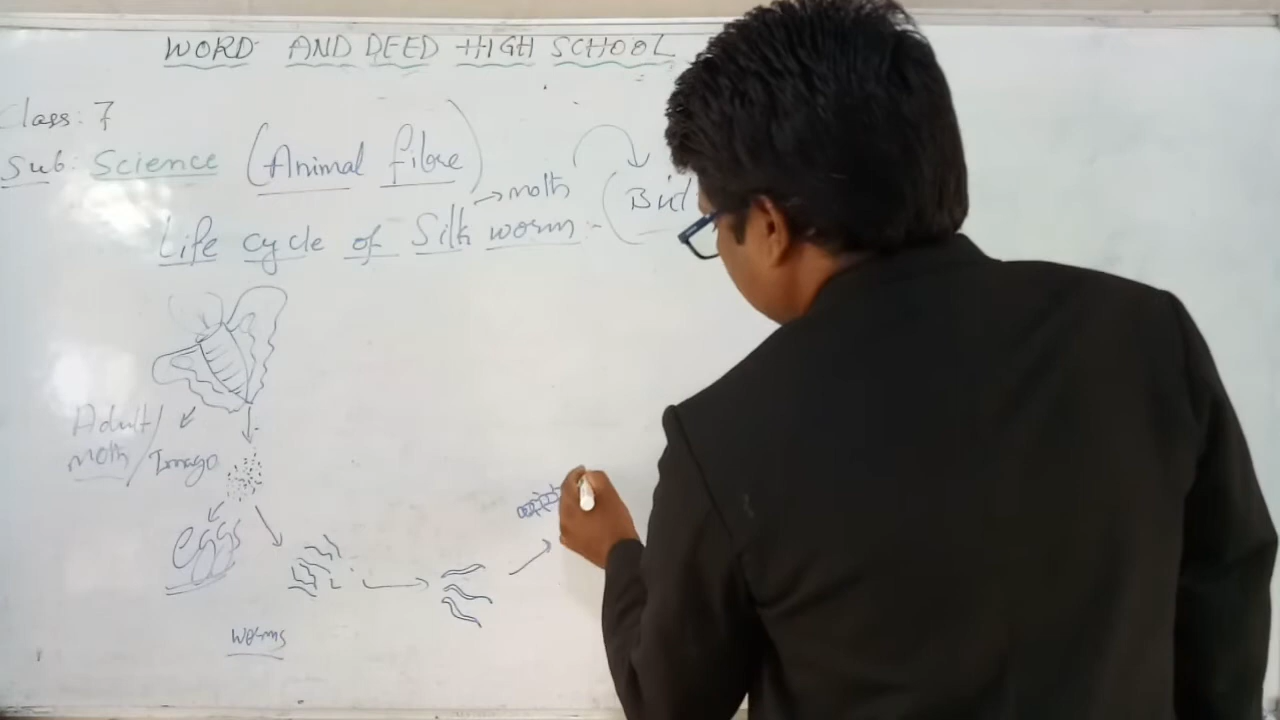 WORD AND DEED HIGH SCHOOL
Class: 7
Sub: Science (Animal fibre)
→ moth
Life cycle of Silk worm :- (
Adult/
moth/Imago
eggs
worms